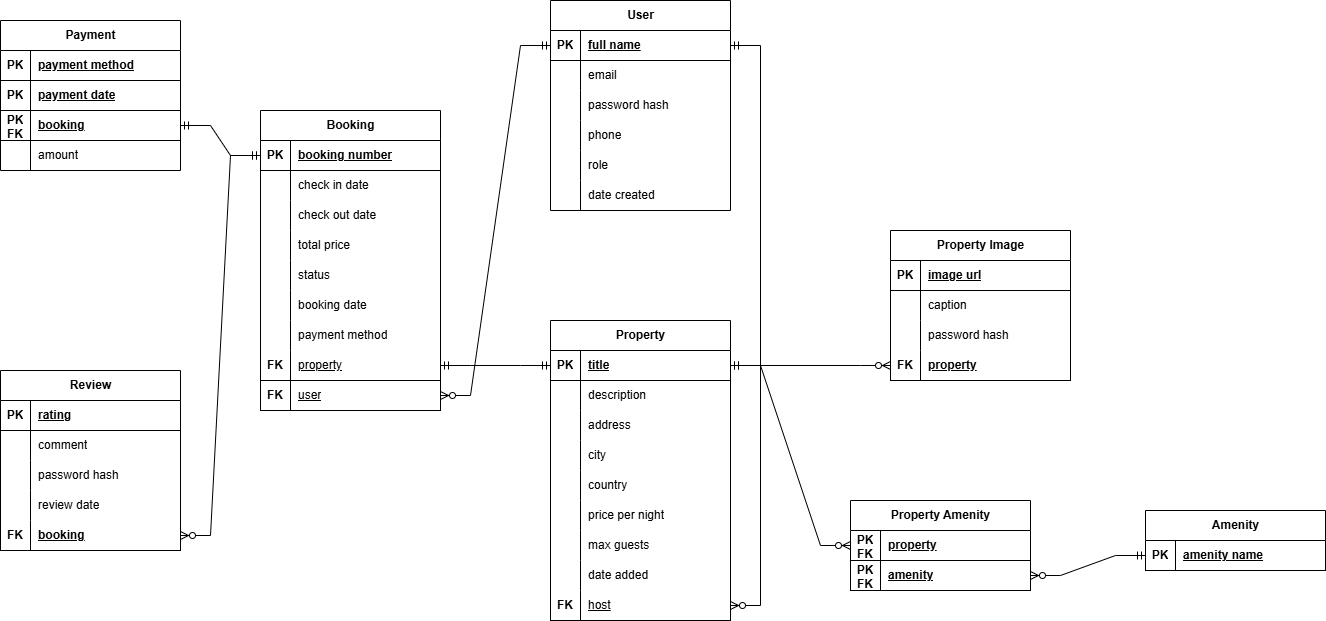 Payment
PK payment method
PK payment date
PK
FK booking
amount
Booking
PK booking number
check in date
check out date
total price
status
booking date
payment method
FK property
FK user
User
PK full name
email
password hash
phone
role
date created
Property Image
PK image url
caption
password hash
FK property
Property
PK title
description
address
city
country
price per night
max guests
date added
FK host
Review
PK rating
comment
password hash
review date
FK booking
Property Amenity
PK
FK property
PK
FK amenity
Amenity
PK amenity name